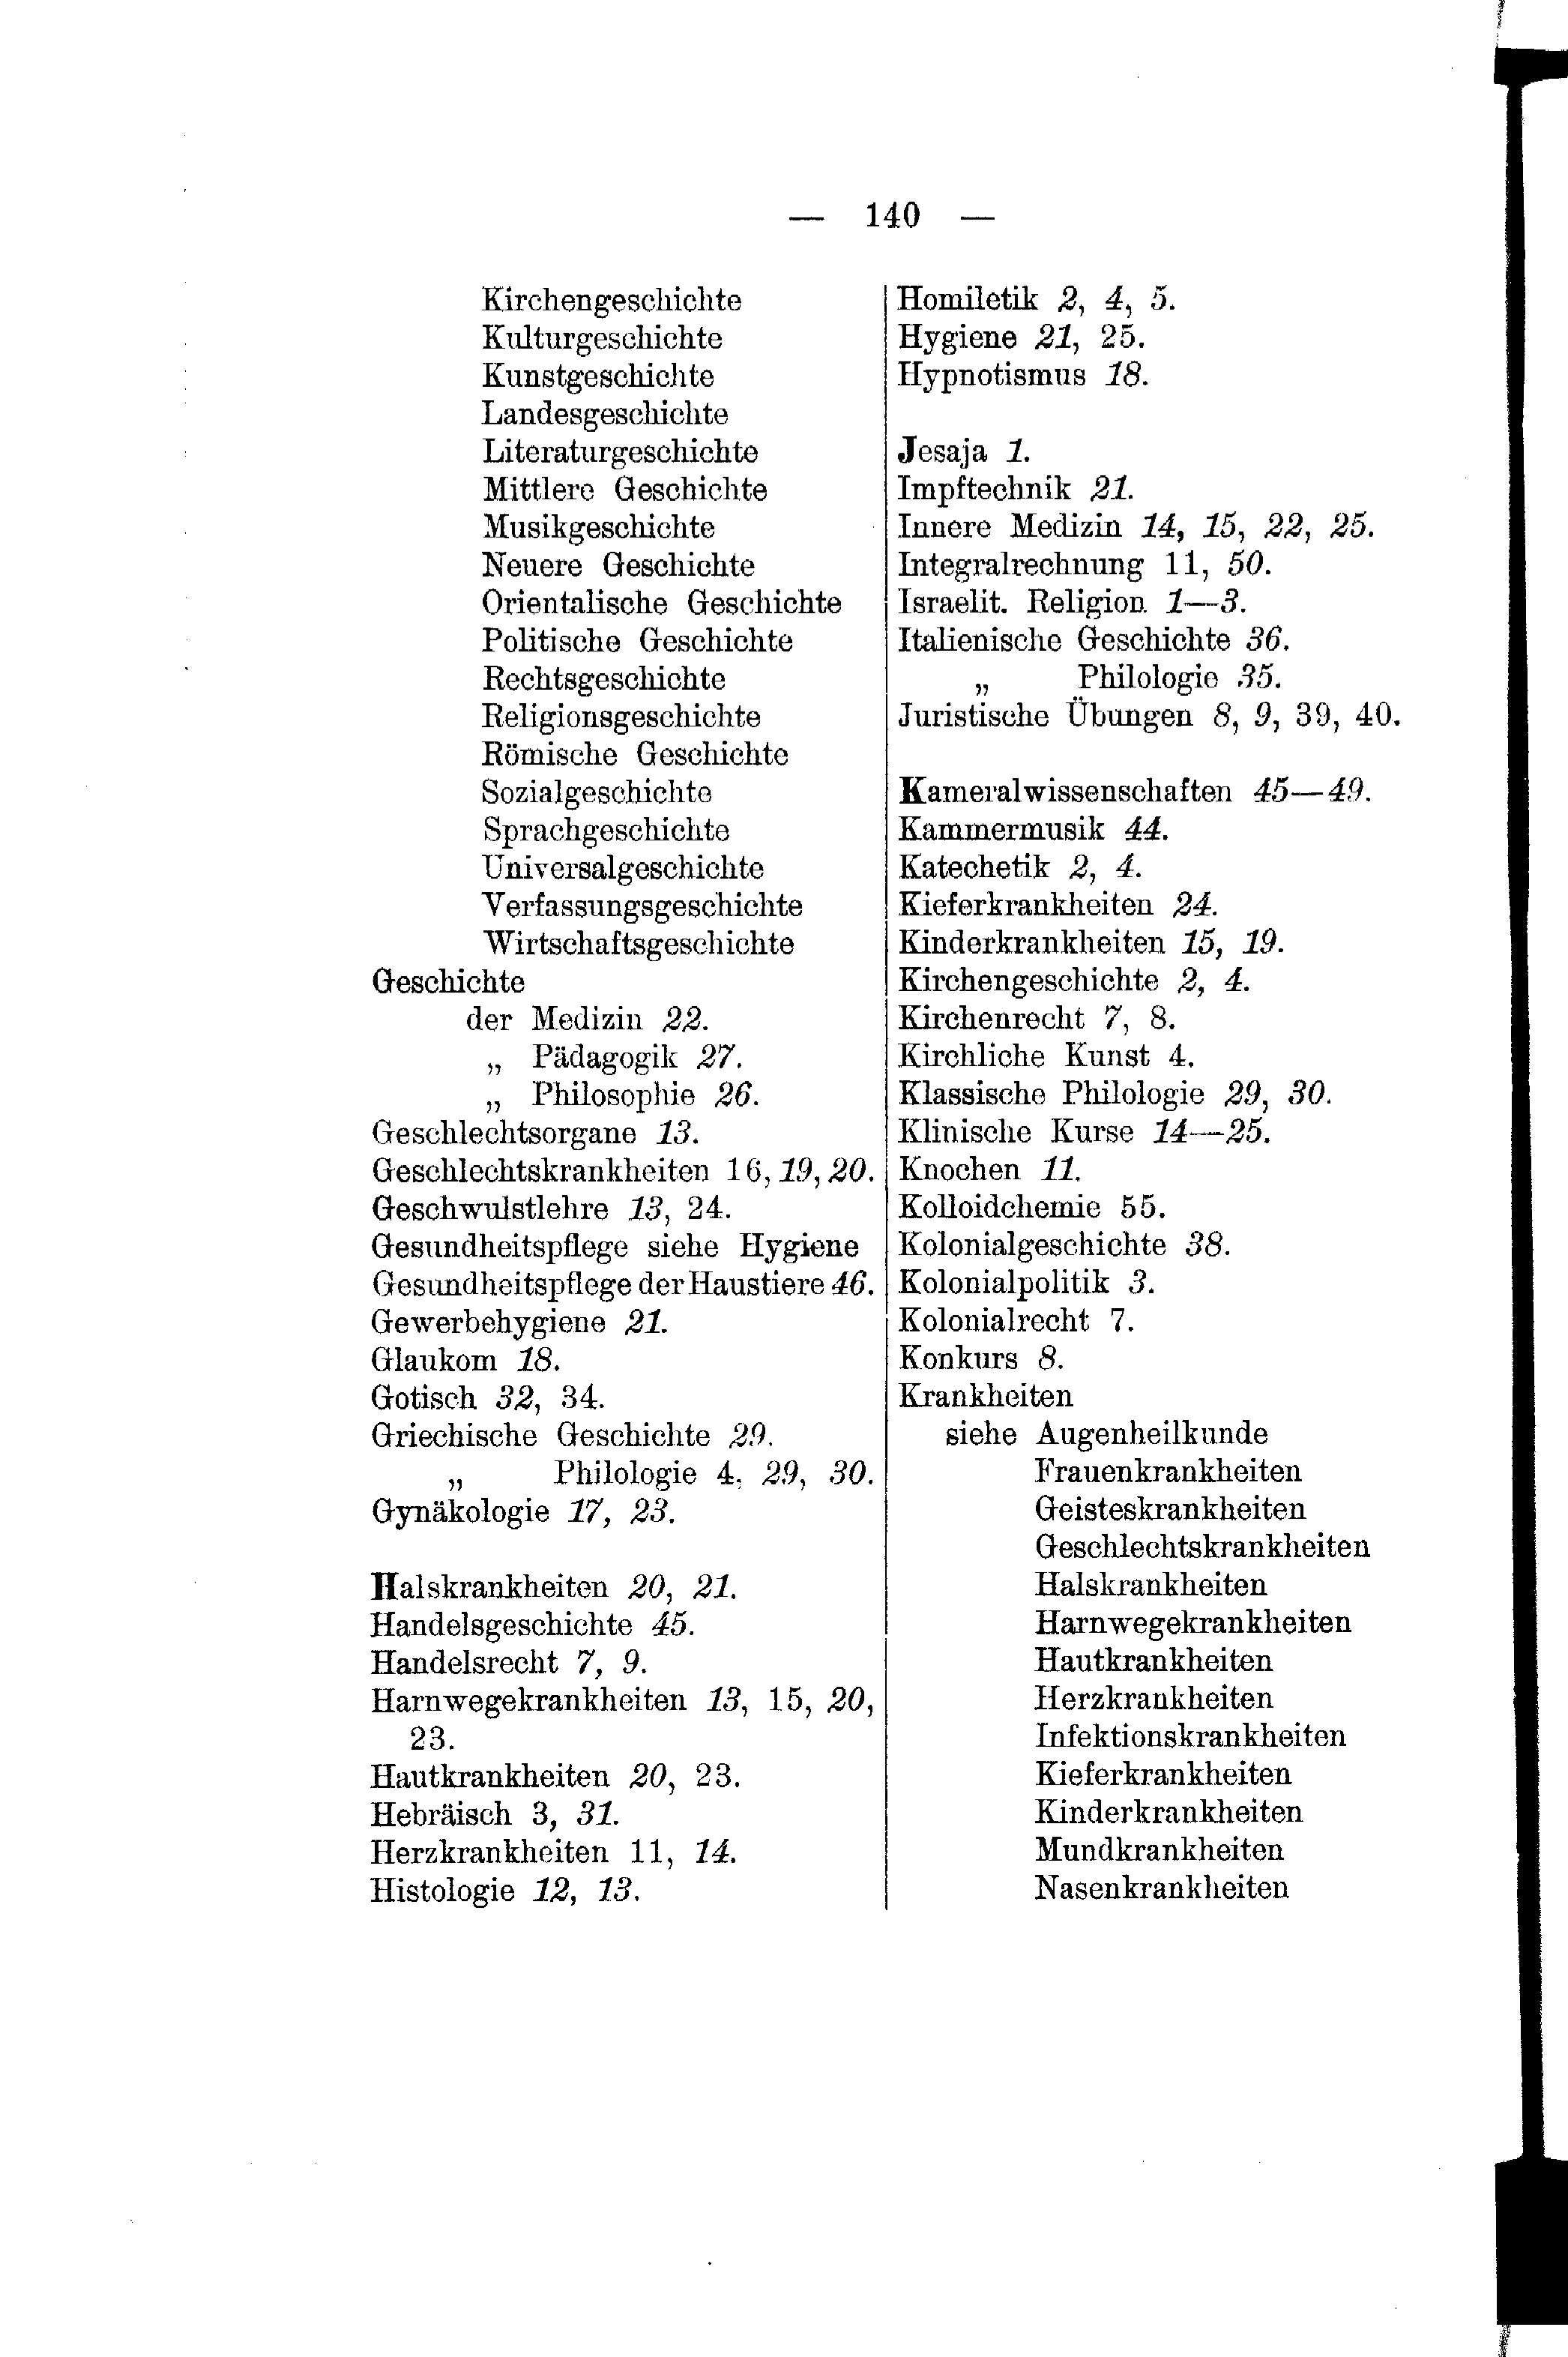 — 140 —
Kirchengeschichte
Kulturgeschichte
Kunstgeschichte
Landesgeschichte
Literaturgeschichte
Mittlere Geschichte
Musikgeschichte
Neuere Geschichte
Orientalische Geschichte
Politische Geschichte
Rechtsgeschichte
Religionsgeschichte
Römische Geschichte
Sozialgeschichte
Sprachgeschichte
Universalgeschichte
Verfassungsgeschichte
Wirtschaftsgeschichte
Geschichte
der Medizin 22.
„ Pädagogik 27.
„ Philosophie 26.
Geschlechtsorgane 13.
Geschlechtskrankheiten 16, 19, 20.
Geschwulstlehre 13, 24.
Gesundheitspflege siehe Hygiene
Gesundheitspflege der Haustiere 46.
Gewerbehygiene 21.
Glaukom 18.
Gotisch 32, 34.
Griechische Geschichte 29.
„ Philologie 4, 29, 30.
Gynäkologie 17, 23.
Halskrankheiten 20, 21.
Handelsgeschichte 45.
Handelsrecht 7, 9.
Harnwegekrankheiten 13, 15, 20,
23.
Hautkrankheiten 20, 23.
Hebräisch 3, 31.
Herzkrankheiten 11, 14.
Histologie 12, 13.
Homiletik 2, 4, 5.
Hygiene 21, 25.
Hypnotismus 18.
Jesaja 1.
Impftechnik 21.
Innere Medizin 14, 15, 22, 25.
Integralrechnung 11, 50.
Israelit. Religion 1—3.
Italienische Geschichte 36.
„ Philologie 35.
Juristische Übungen 8, 9, 39, 40.
Kameralwissenschaften 45—49.
Kammermusik 44.
Katechetik 2, 4.
Kieferkrankheiten 24.
Kinderkrankheiten 15, 19.
Kirchengeschichte 2, 4.
Kirchenrecht 7, 8.
Kirchliche Kunst 4.
Klassische Philologie 29, 30.
Klinische Kurse 14—25.
Knochen 11.
Kolloidchemie 55.
Kolonialgeschichte 38.
Kolonialpolitik 3.
Kolonialrecht 7.
Konkurs 8.
Krankheiten
siehe Augenheilkunde
Frauenkrankheiten
Geisteskrankheiten
Geschlechtskrankheiten
Halskrankheiten
Harnwegekrankheiten
Hautkrankheiten
Herzkrankheiten
Infektionskrankheiten
Kieferkrankheiten
Kinderkrankheiten
Mundkrankheiten
Nasenkrankheiten